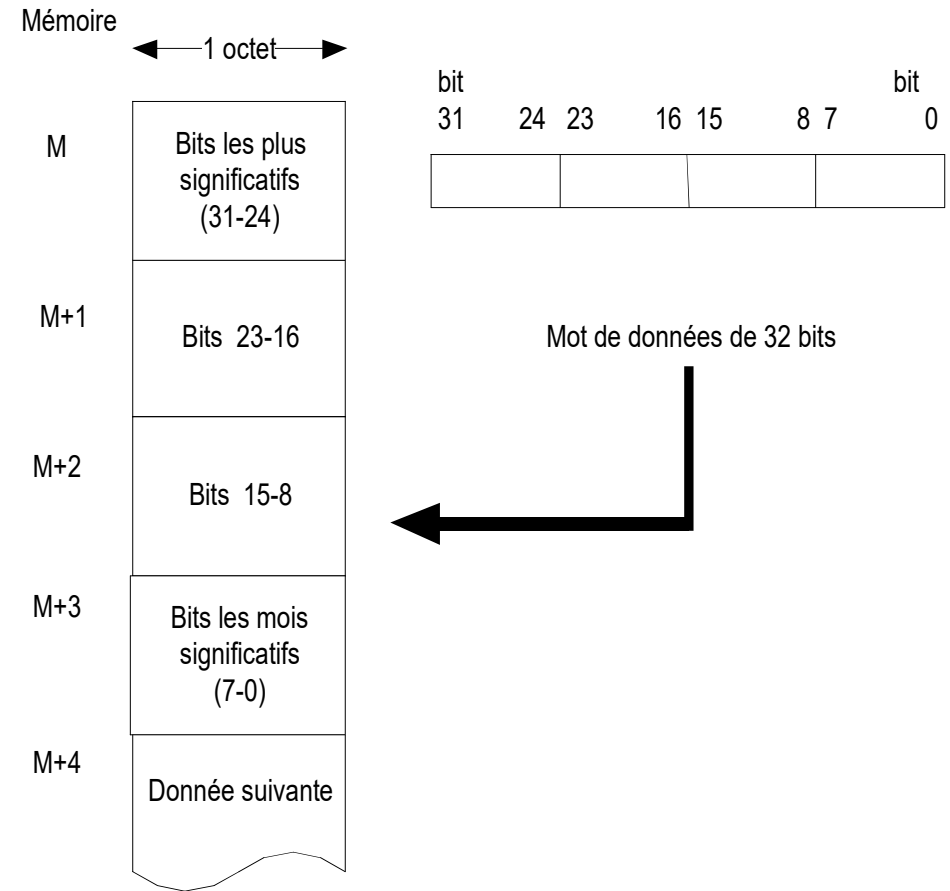 Mémoire
1 octet
bit bit
31 24 23 16 15 8 7 0
M
Bits les plus
significatifs
(31-24)
M+1
Bits 23-16
Mot de données de 32 bits
M+2
Bits 15-8
M+3
Bits les mois
significatifs
(7-0)
M+4
Donnée suivante